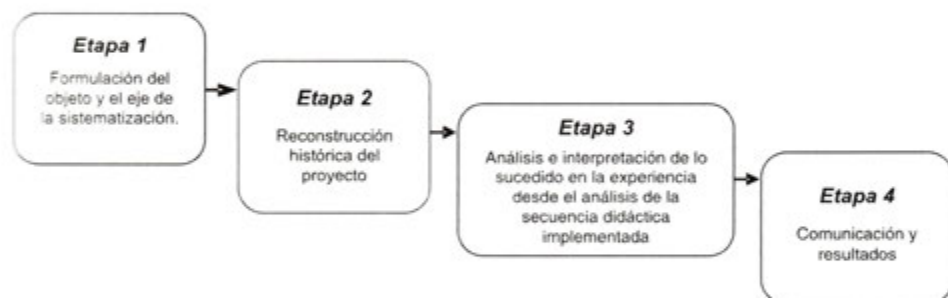 Etapa 1
Formulación del
objeto y el eje de
la sistematización.
Etapa 2
Reconstrucción
histórica del
proyecto
Etapa 3
Análisis e interpretación de lo
sucedido en la experiencia
desde el análisis de la
secuencia didáctica
implementada
Etapa 4
Comunicación y
resultados